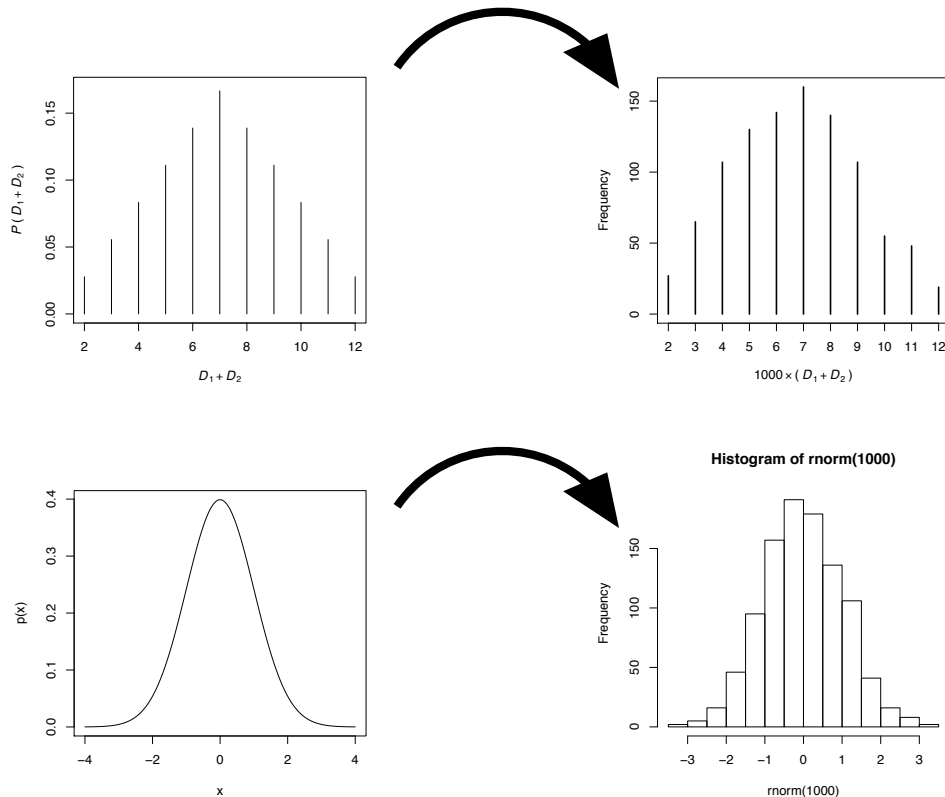 0.00 0.05 0.10 0.15
P ( D₁ + D₂ )
2 4 6 8 10 12
D₁ + D₂
0 50 100 150
Frequency
2 3 4 5 6 7 8 9 10 11 12
1000 × ( D₁ + D₂ )
0.0 0.1 0.2 0.3 0.4
p(x)
−4 −2 0 2 4
x
Histogram of rnorm(1000)
0 50 100 150
Frequency
−3 −2 −1 0 1 2 3
rnorm(1000)